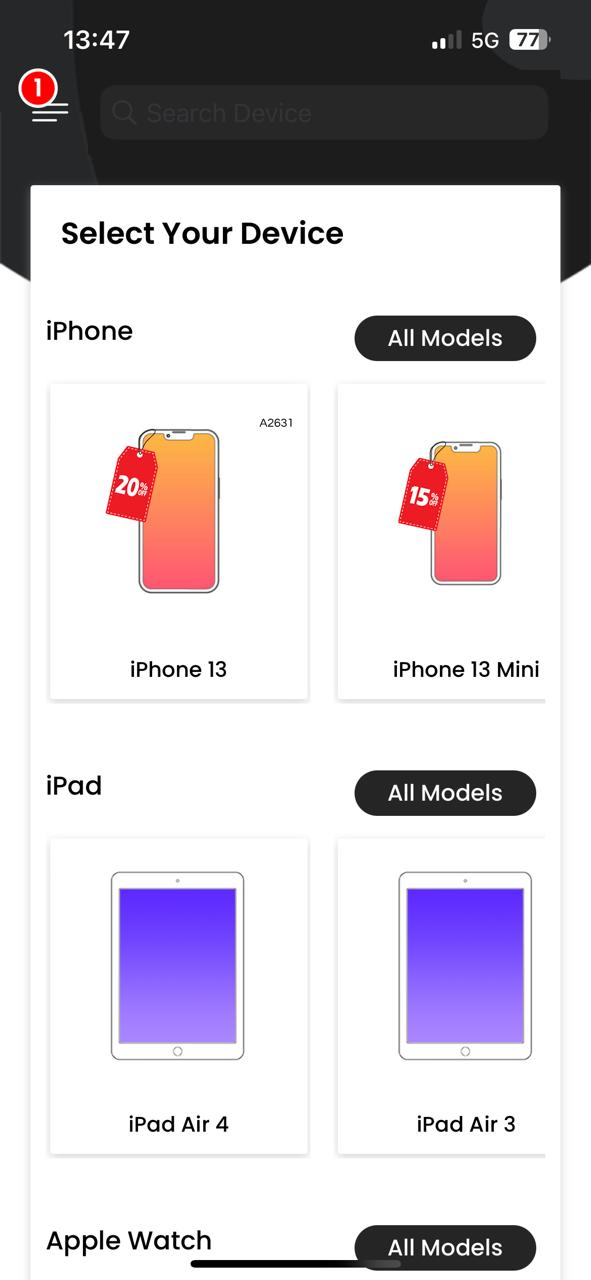 13:47
5G
77
1
Search Device
Select Your Device
iPhone
All Models
A2631
20% OFF
15% OFF
iPhone 13
iPhone 13 Mini
iPad
All Models
iPad Air 4
iPad Air 3
Apple Watch
All Models